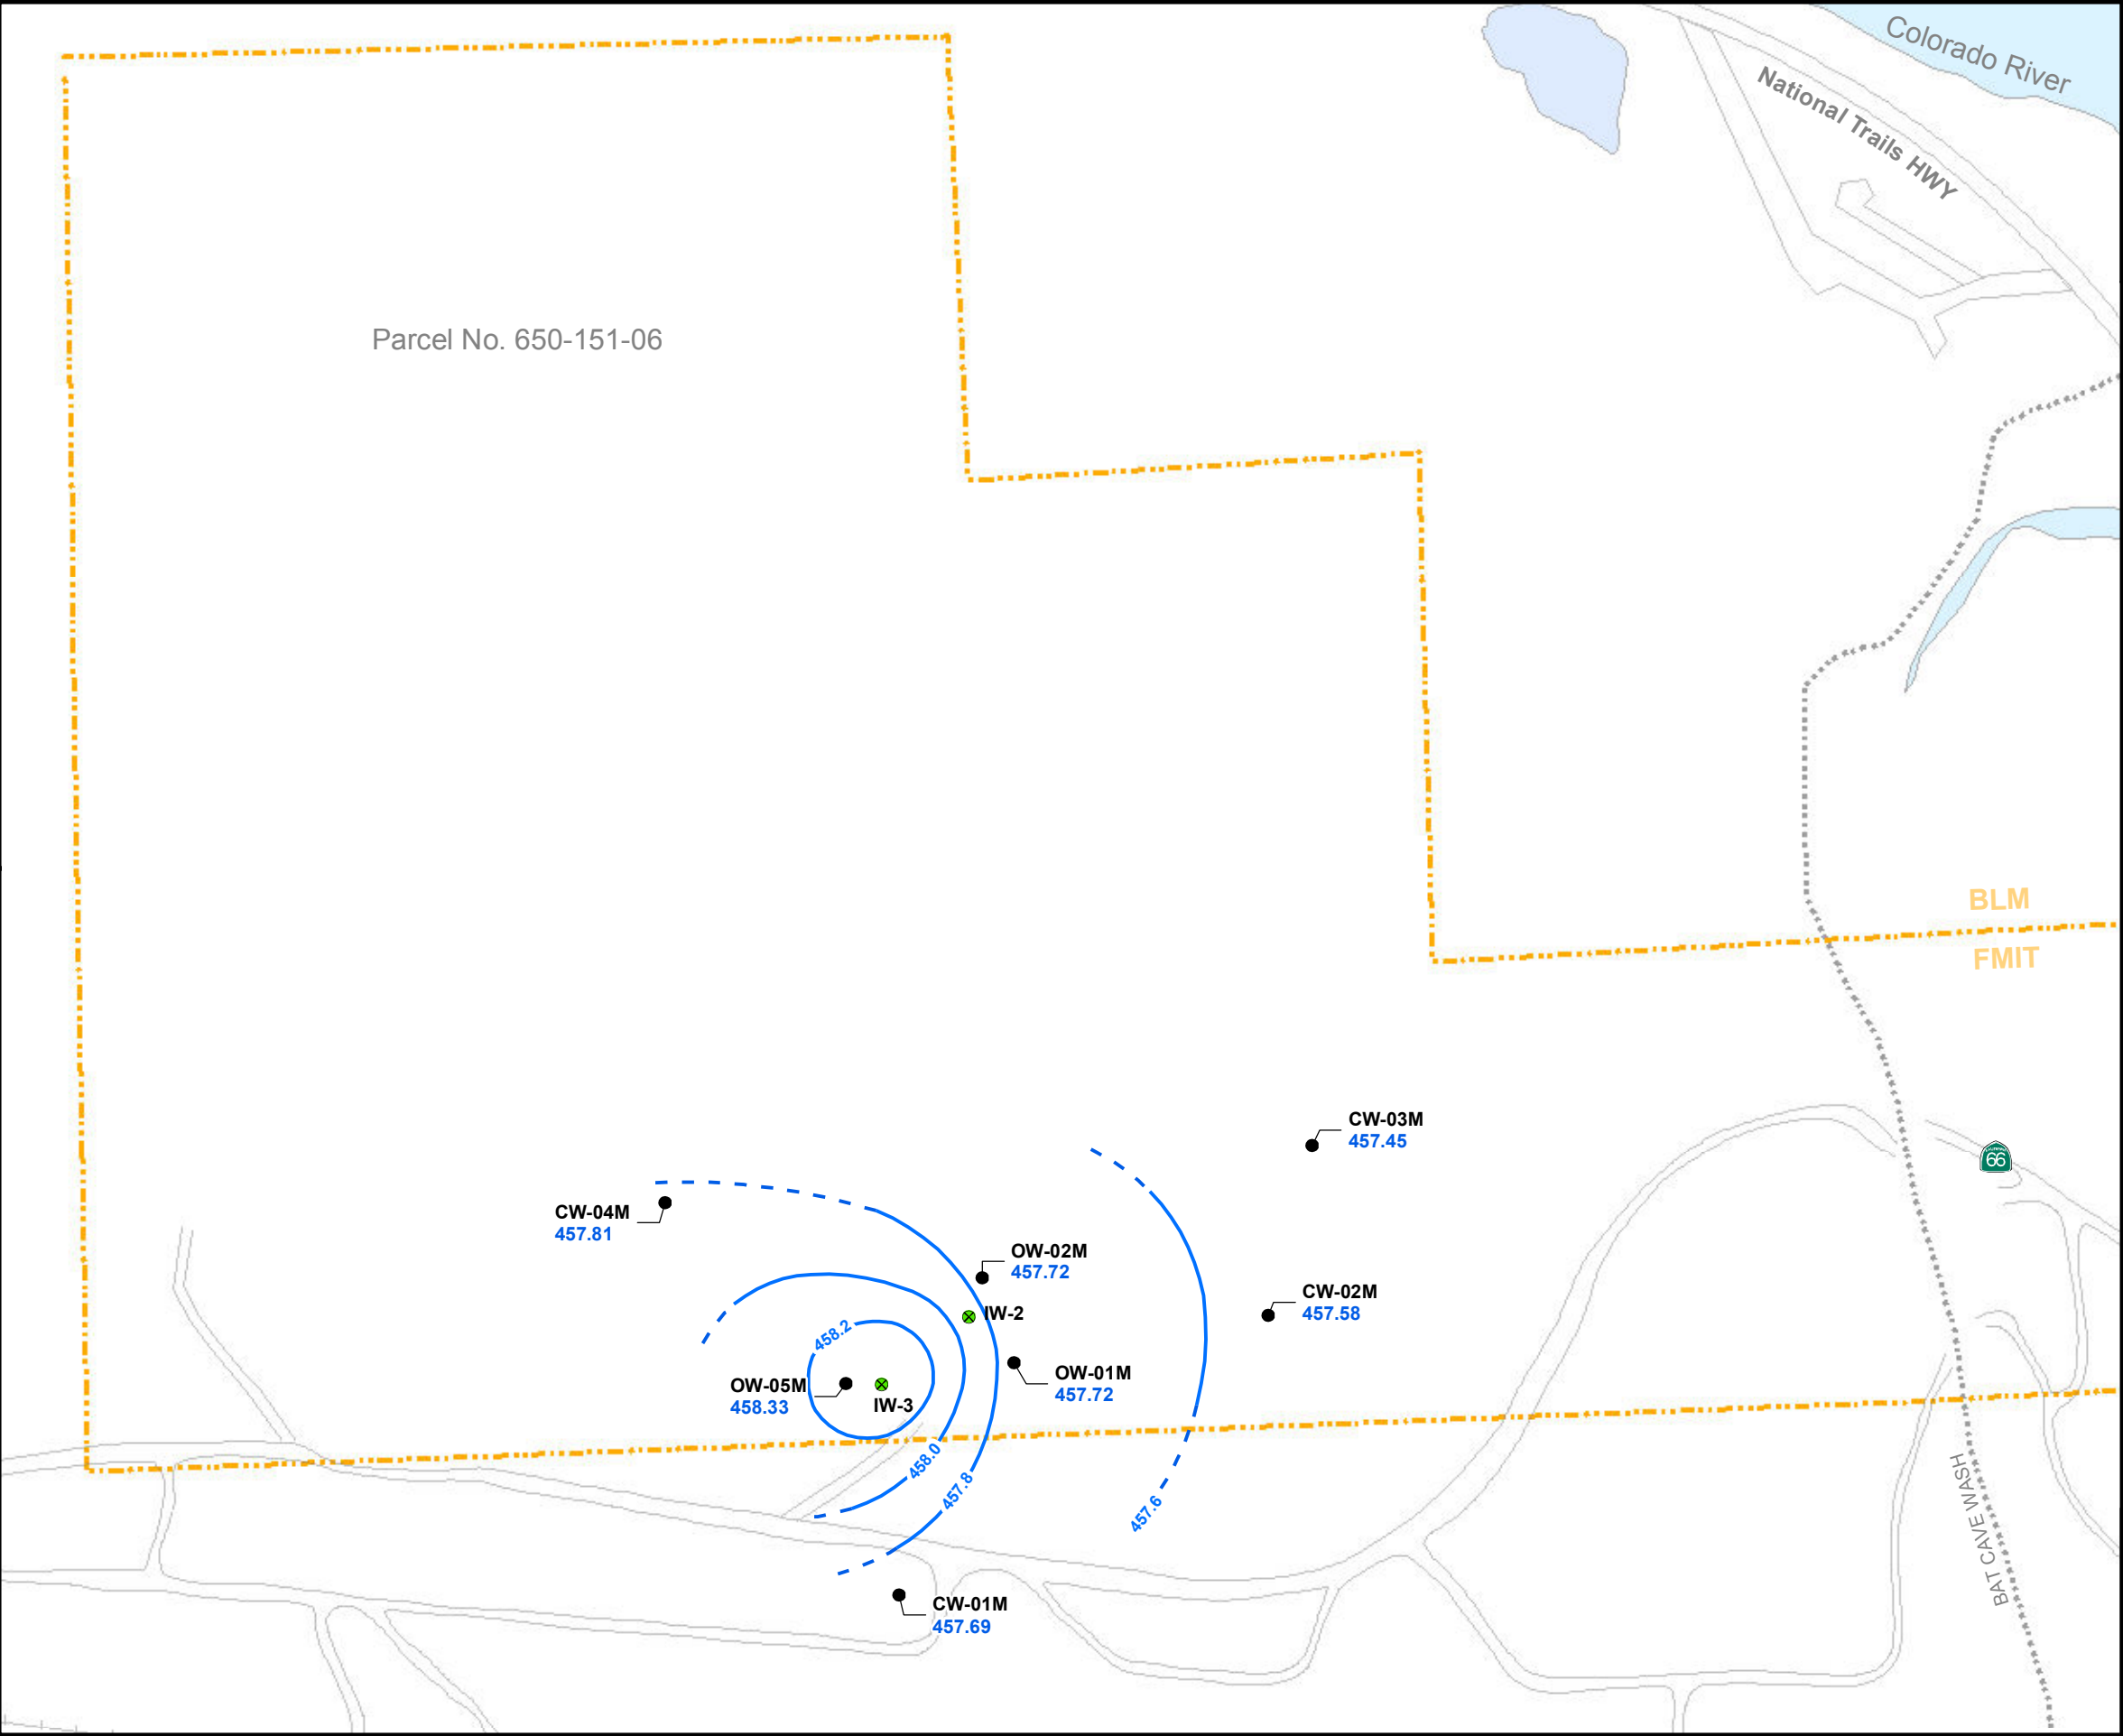 Colorado River
National Trails HWY
Parcel No. 650-151-06
BLM
FMIT
CW-03M
457.45
66
CW-04M
457.81
OW-02M
457.72
IW-2
CW-02M
457.58
458.2
OW-05M
458.33
IW-3
OW-01M
457.72
458.0
457.8
457.6
BAT CAVE WASH
CW-01M
457.69